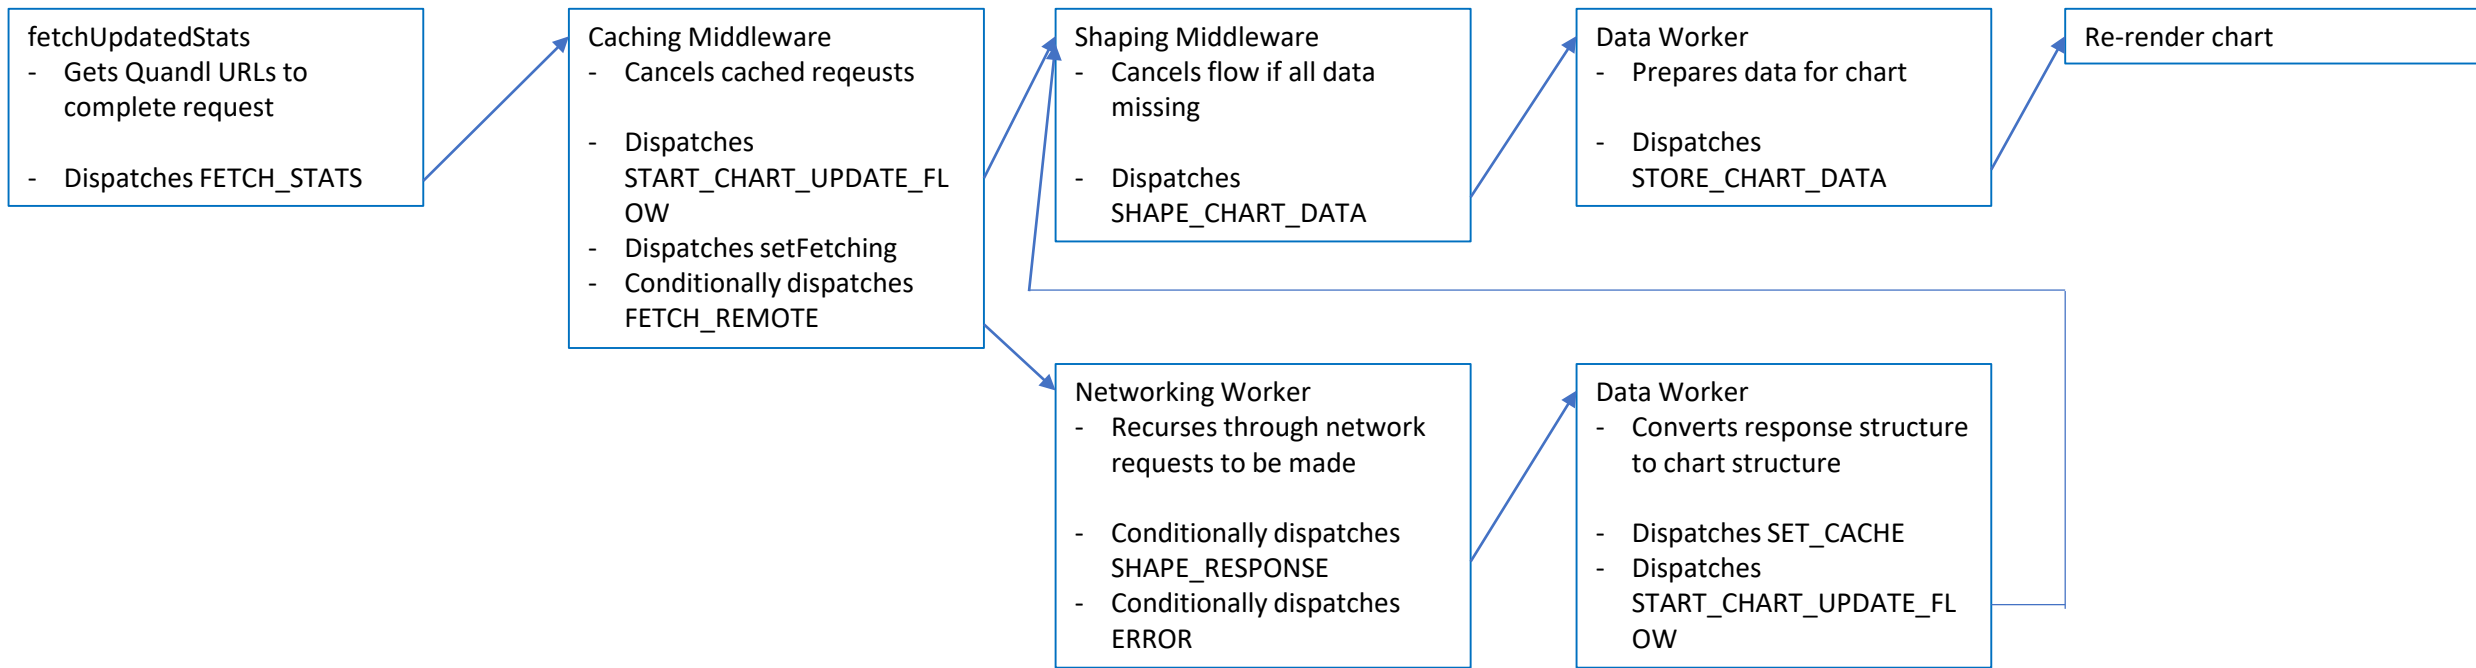 fetchUpdatedStats
- Gets Quandl URLs to
complete request
- Dispatches FETCH_STATS
Caching Middleware
- Cancels cached reqeusts
- Dispatches
START_CHART_UPDATE_FL
OW
- Dispatches setFetching
- Conditionally dispatches
FETCH_REMOTE
Shaping Middleware
- Cancels flow if all data
missing
- Dispatches
SHAPE_CHART_DATA
Data Worker
- Prepares data for chart
- Dispatches
STORE_CHART_DATA
Re-render chart
Networking Worker
- Recurses through network
requests to be made
- Conditionally dispatches
SHAPE_RESPONSE
- Conditionally dispatches
ERROR
Data Worker
- Converts response structure
to chart structure
- Dispatches SET_CACHE
- Dispatches
START_CHART_UPDATE_FL
OW